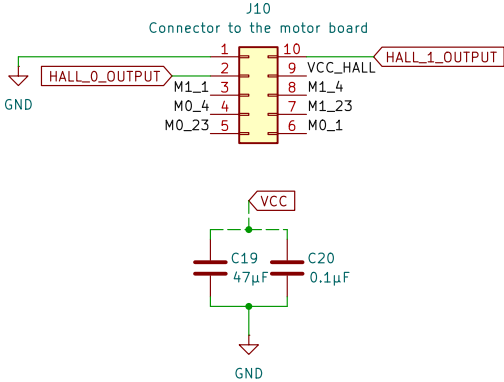 J10
Connector to the motor board
1 10 HALL_1_OUTPUT
HALL_0_OUTPUT 2 9 VCC_HALL
GND
M1_1 3 8 M1_4
M0_4 4 7 M1_23
M0_23 5 6 M0_1
VCC
C19 C20
47µF 0.1µF
GND